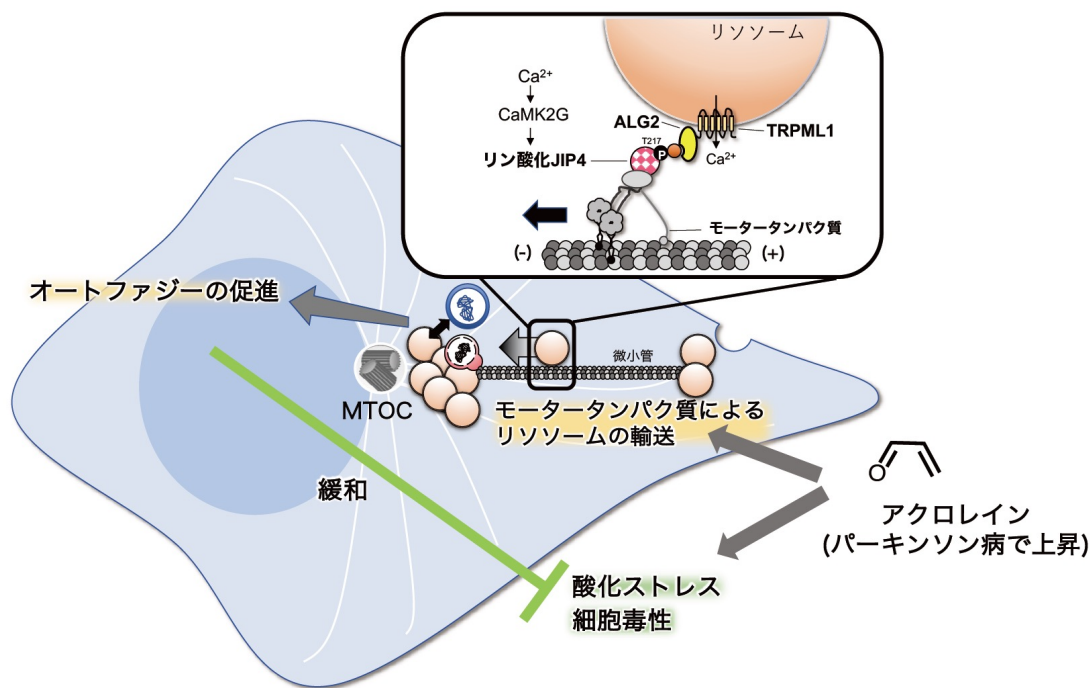 リソソーム
Ca²⁺
CaMK2G
ALG2
TRPML1
T217
P
Ca²⁺
リン酸化JIP4
モータータンパク質
(-)
(+)
オートファジーの促進
微小管
MTOC
モータータンパク質による
リソソームの輸送
緩和
O
アクロレイン
(パーキンソン病で上昇)
酸化ストレス
細胞毒性